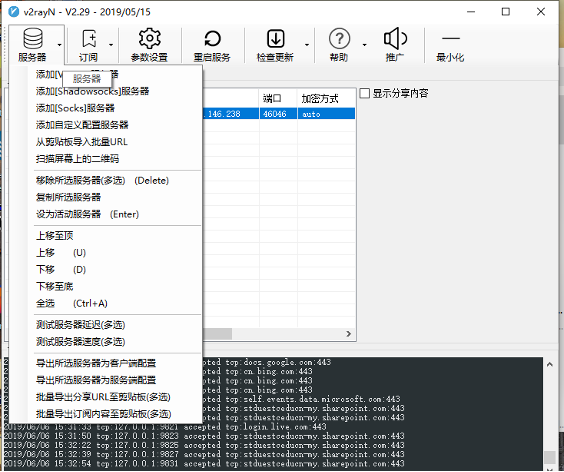 v2rayN - V2.29 - 2019/05/15
服务器 订阅 参数设置 重启服务 检查更新 帮助 推广 最小化
添加[V
服务器
添加[Shadowsocks]服务器
添加[Socks]服务器
添加自定义配置服务器
从剪贴板导入批量URL
扫描屏幕上的二维码
移除所选服务器(多选) (Delete)
复制所选服务器
设为活动服务器 (Enter)
上移至顶
上移 (U)
下移 (D)
下移至底
全选 (Ctrl+A)
测试服务器延迟(多选)
测试服务器速度(多选)
导出所选服务器为客户端配置
导出所选服务器为服务端配置
批量导出分享URL至剪贴板(多选)
批量导出订阅内容至剪贴板(多选)
端口 加密方式
.146.238 46046 auto
显示分享内容
epted tcp:docs.google.com:443
epted tcp:cn.bing.com:443
epted tcp:cn.bing.com:443
epted tcp:self.events.data.microsoft.com:443
epted tcp:stduestceducn-my.sharepoint.com:443
epted tcp:stduestceducn-my.sharepoint.com:443
2019/06/06 15:31:33 tcp:127.0.0.1:9821 accepted tcp:login.live.com:443
2019/06/06 15:31:50 tcp:127.0.0.1:9823 accepted tcp:stduestceducn-my.sharepoint.com:443
2019/06/06 15:32:22 tcp:127.0.0.1:9825 accepted tcp:stduestceducn-my.sharepoint.com:443
2019/06/06 15:32:39 tcp:127.0.0.1:9827 accepted tcp:stduestceducn-my.sharepoint.com:443
2019/06/06 15:32:54 tcp:127.0.0.1:9831 accepted tcp:stduestceducn-my.sharepoint.com:443